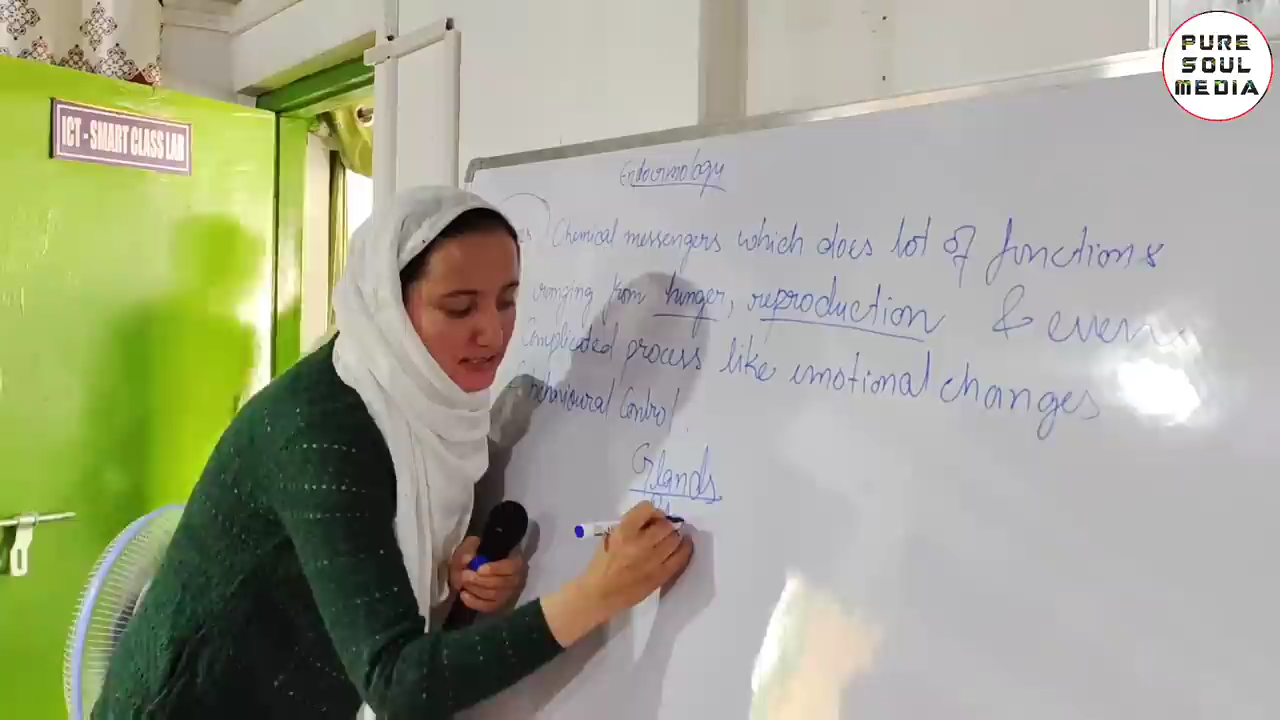 PURE
SOUL
MEDIA
ICT - SMART CLASS LAB
Endocrinology
Chemical messengers which does lot of functions
ranging from hunger, reproduction & even
Complicated process like emotional changes
behavioural Control.
Glands